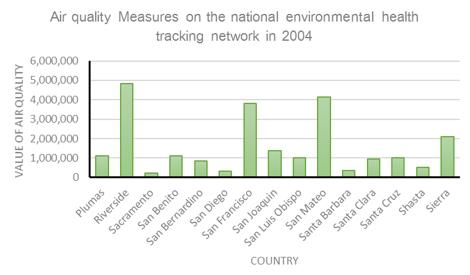 Air quality Measures on the national environmental health
tracking network in 2004
VALUE OF AIR QUALITY
6,000,000
5,000,000
4,000,000
3,000,000
2,000,000
1,000,000
0
Plumas
Riverside
Sacramento
San Benito
San Bernardino
San Diego
San Francisco
San Joaquin
San Luis Obispo
San Mateo
Santa Barbara
Santa Clara
Santa Cruz
Shasta
Sierra
COUNTRY